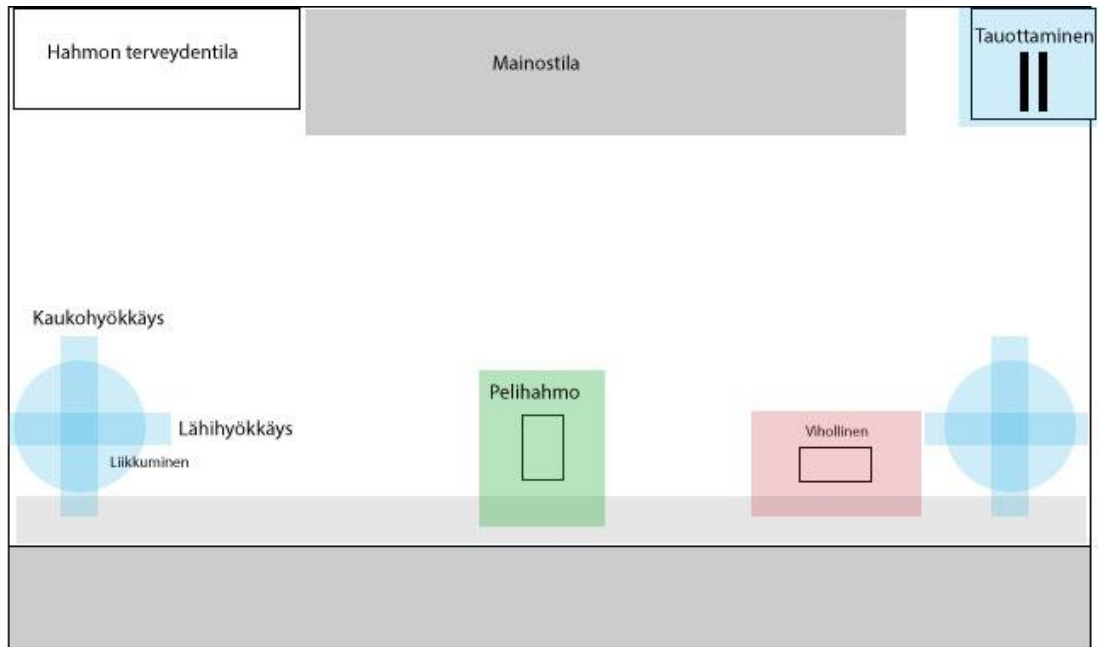 Hahmon terveydentila
Mainostila
Tauottaminen
Kaukohyökkäys
Lähihyökkäys
Liikkuminen
Pelihahmo
Vihollinen